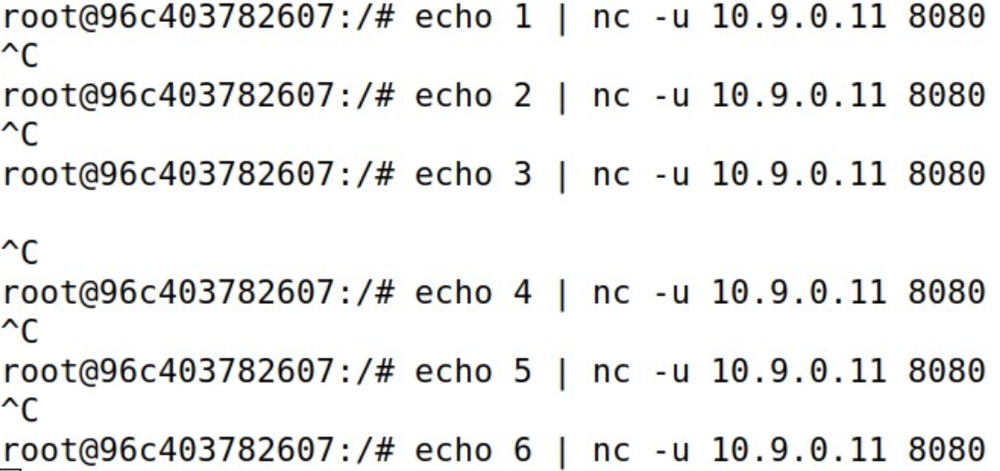 root@96c403782607:/# echo 1 | nc -u 10.9.0.11 8080
^C
root@96c403782607:/# echo 2 | nc -u 10.9.0.11 8080
^C
root@96c403782607:/# echo 3 | nc -u 10.9.0.11 8080
^C
root@96c403782607:/# echo 4 | nc -u 10.9.0.11 8080
^C
root@96c403782607:/# echo 5 | nc -u 10.9.0.11 8080
^C
root@96c403782607:/# echo 6 | nc -u 10.9.0.11 8080